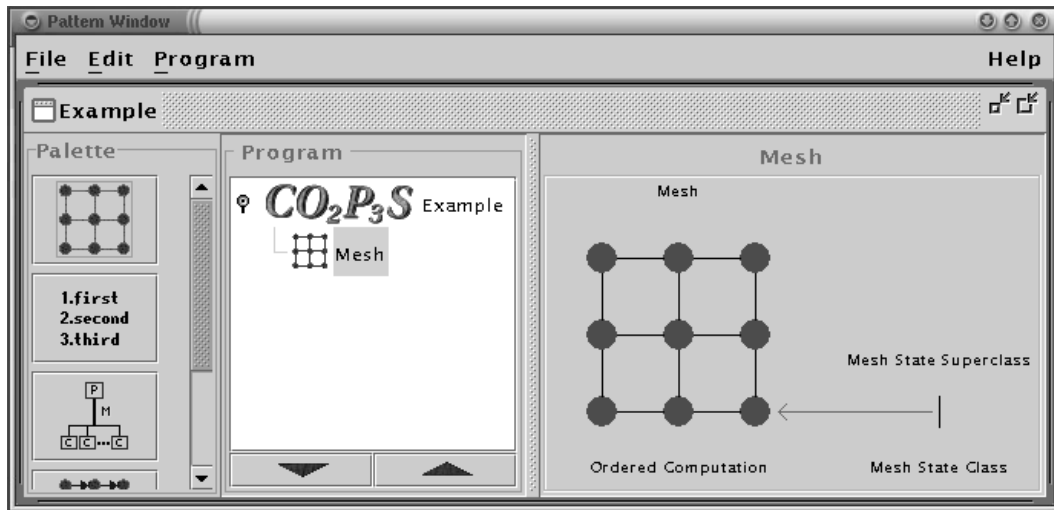 Pattern Window
File Edit Program Help
Example
Palette
Program
Mesh
CO2P3S Example
Mesh
Mesh
1.first
2.second
3.third
P
M
C C ... C
Mesh State Superclass
Ordered Computation
Mesh State Class